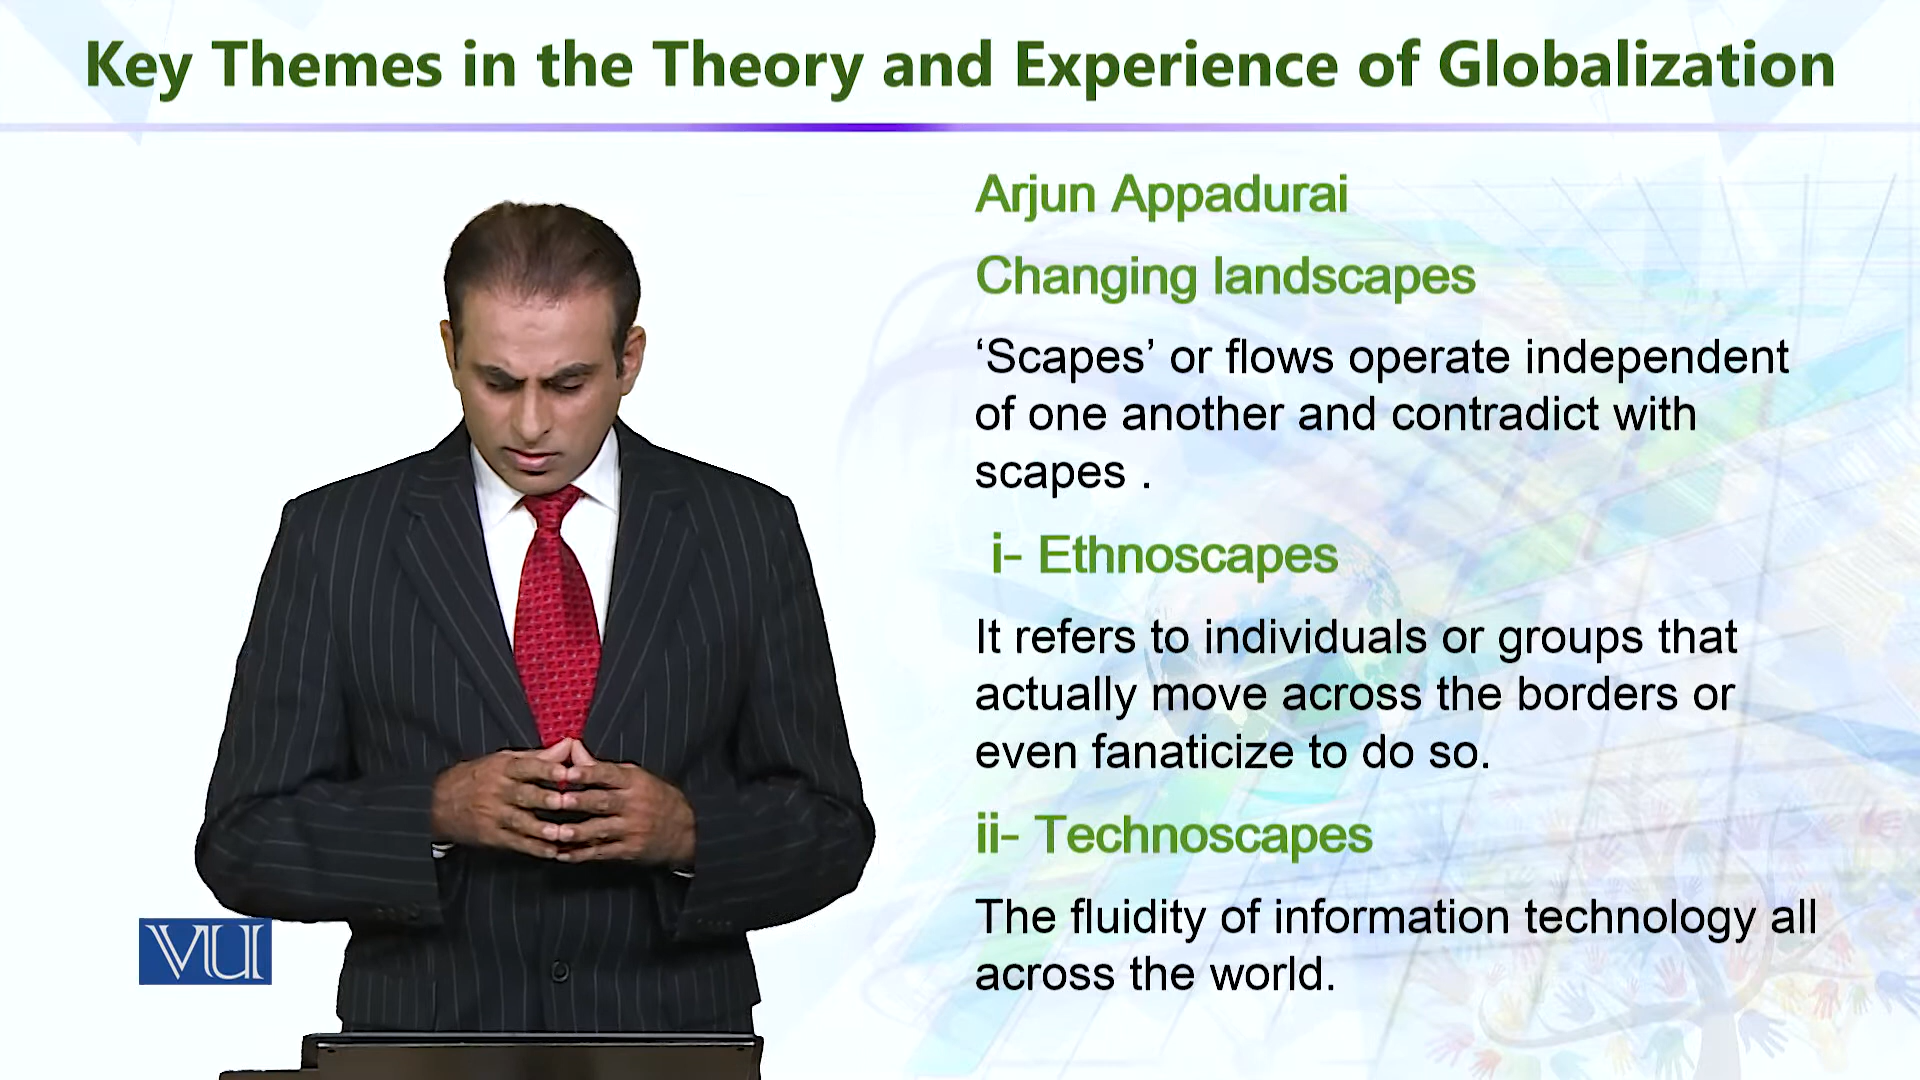 Key Themes in the Theory and Experience of Globalization
Arjun Appadurai
Changing landscapes
‘Scapes’ or flows operate independent
of one another and contradict with
scapes .
i- Ethnoscapes
It refers to individuals or groups that
actually move across the borders or
even fanaticize to do so.
ii- Technoscapes
The fluidity of information technology all
across the world.
VU